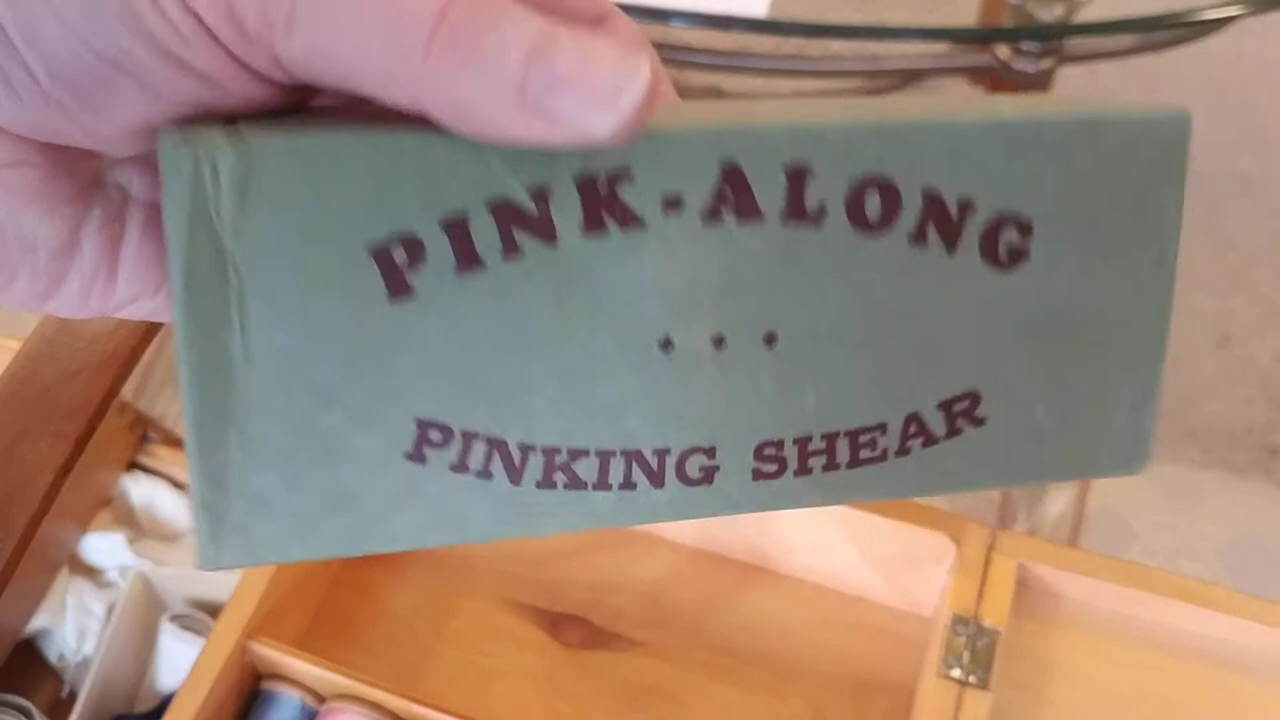 PINK-ALONG
• • •
PINKING SHEAR